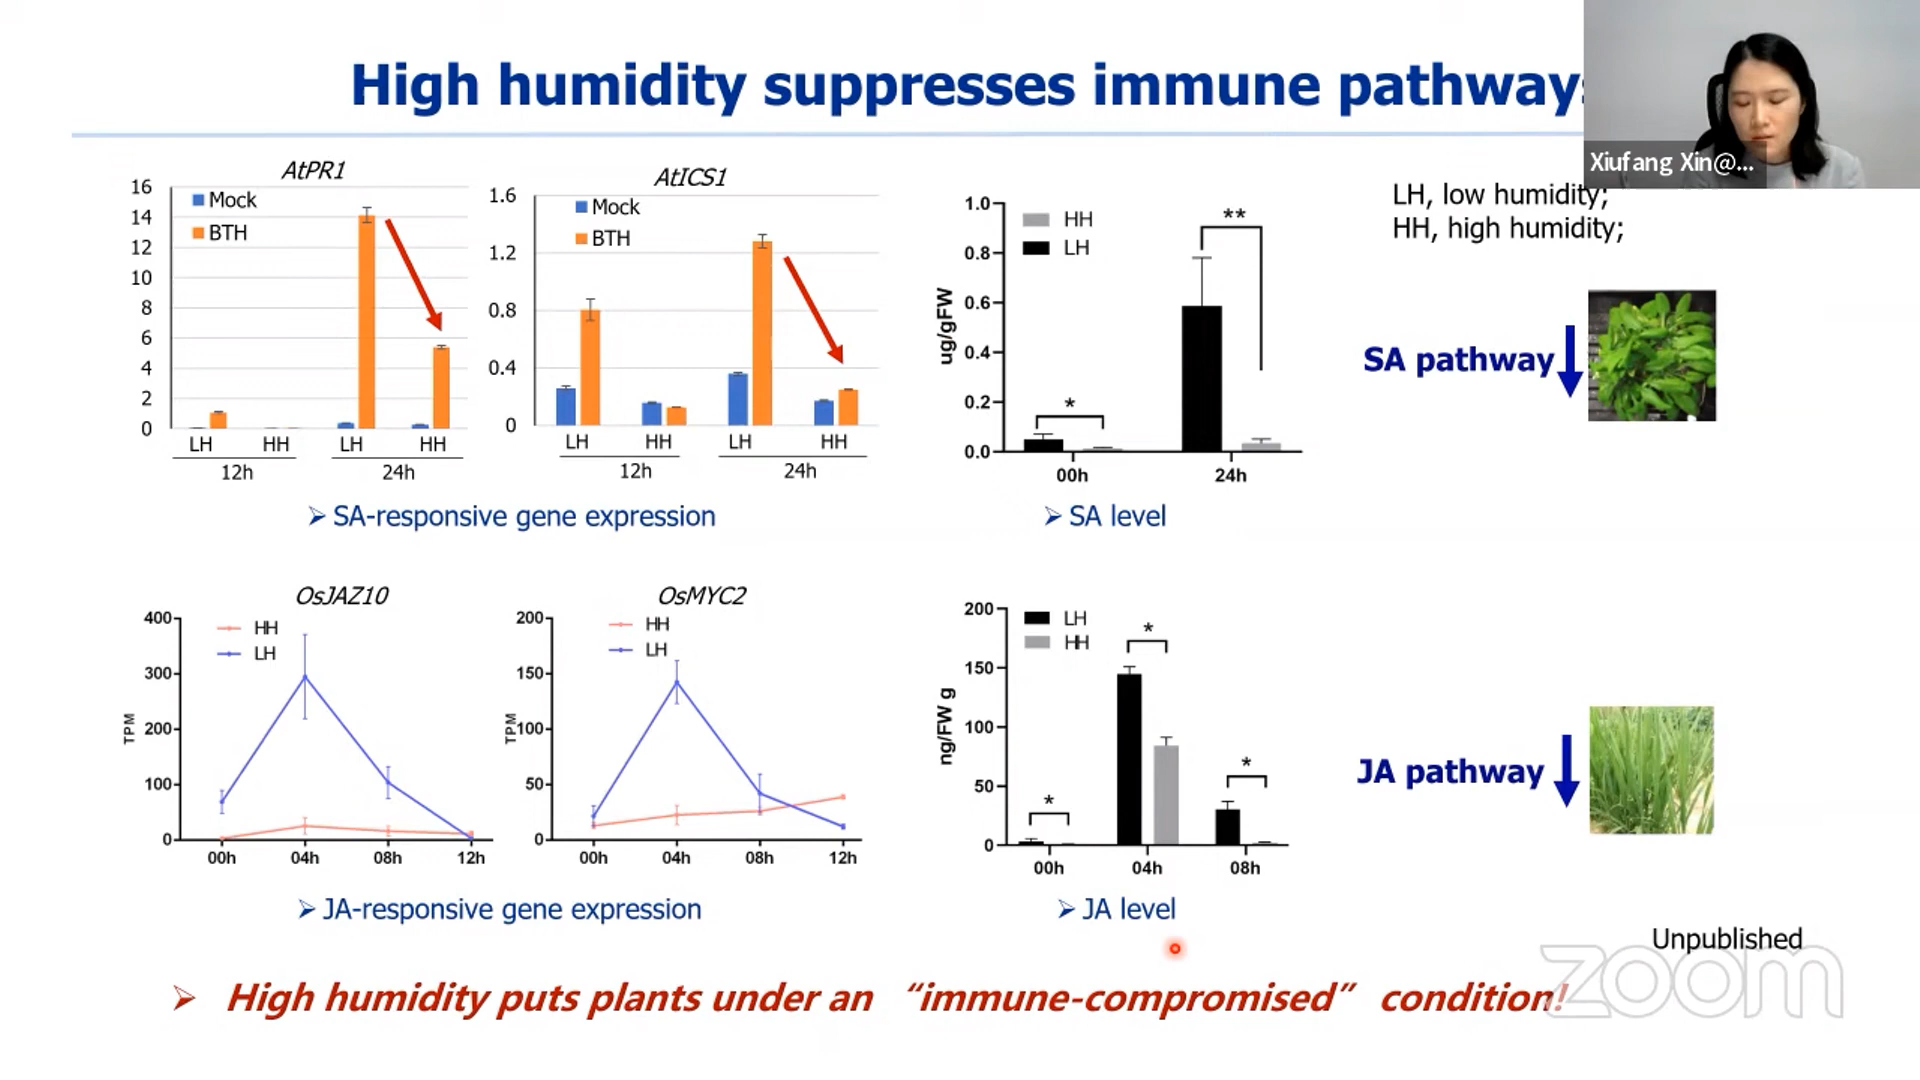 High humidity suppresses immune pathways
Xiufang Xin@...
LH, low humidity;
HH, high humidity;
AtPR1
Mock
BTH
16
14
12
10
8
6
4
2
0
LH HH LH HH
12h 24h
AtICS1
Mock
BTH
1.6
1.2
0.8
0.4
0
LH HH LH HH
12h 24h
➢ SA-responsive gene expression
HH
LH
ug/gFW
1.0
0.8
0.6
0.4
0.2
0.0
*
**
00h 24h
➢ SA level
SA pathway
OsJAZ10
HH
LH
TPM
400
300
200
100
0
00h 04h 08h 12h
OsMYC2
HH
LH
TPM
200
150
100
50
0
00h 04h 08h 12h
➢ JA-responsive gene expression
LH
HH
ng/FW g
200
150
100
50
0
*
*
*
00h 04h 08h
➢ JA level
JA pathway
Unpublished
zoom
➢ High humidity puts plants under an “immune-compromised” condition!